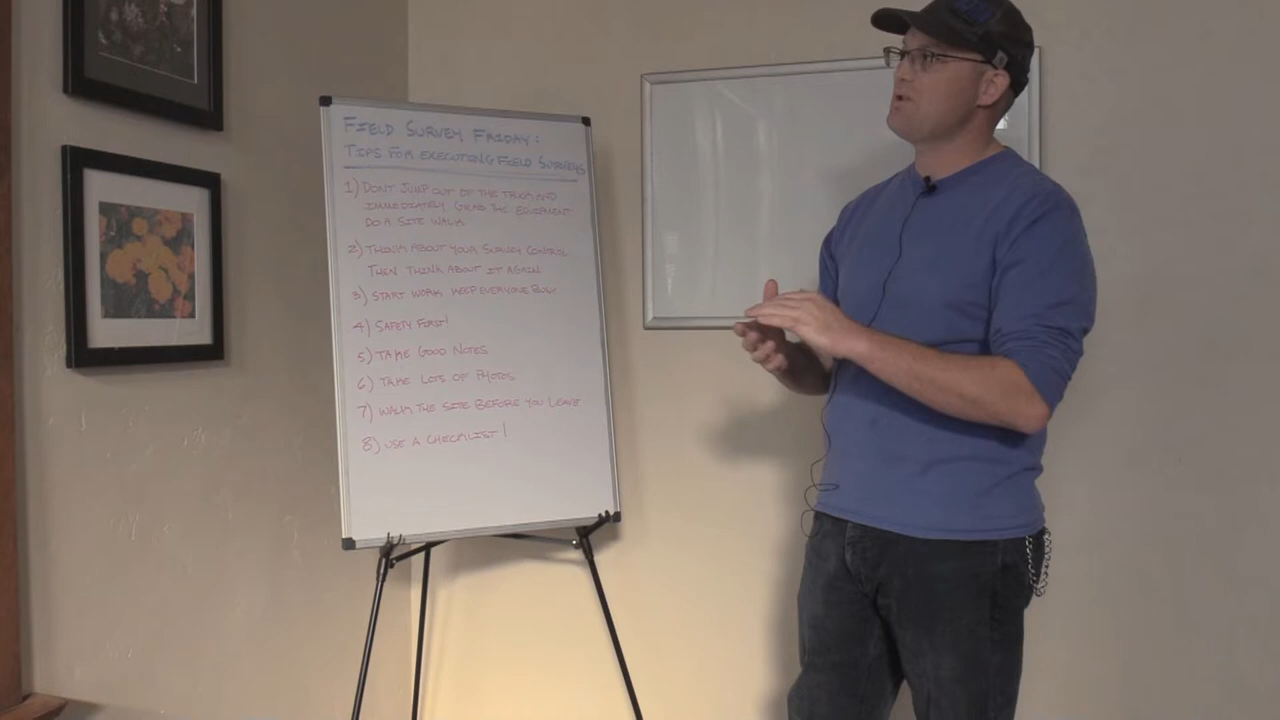 FIELD SURVEY FRIDAY:
TIPS FOR EXECUTING FIELD SURVEYS
1) DONT JUMP OUT OF THE TRUCK AND
IMMEDIATELY GRAB THE EQUIPMENT
DO A SITE WALK
2) THINK ABOUT YOUR SURVEY CONTROL
THEN THINK ABOUT IT AGAIN
3) START WORK KEEP EVERYONE BUSY
4) SAFETY FIRST!
5) TAKE GOOD NOTES
6) TAKE LOTS OF PHOTOS
7) WALK THE SITE BEFORE YOU LEAVE
8) USE A CHECKLIST!